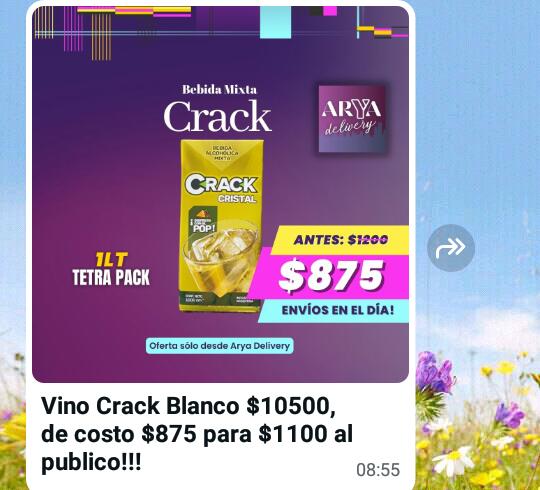 Bebida Mixta
Crack
ARYA
delivery
BEBIDA
ALCOHÓLICA
MIXTA
CRACK
CRISTAL
POP!
1LT
TETRA PACK
ANTES: $1200
$875
ENVÍOS EN EL DÍA!
Oferta sólo desde Arya Delivery
Vino Crack Blanco $10500,
de costo $875 para $1100 al
publico!!!
08:55